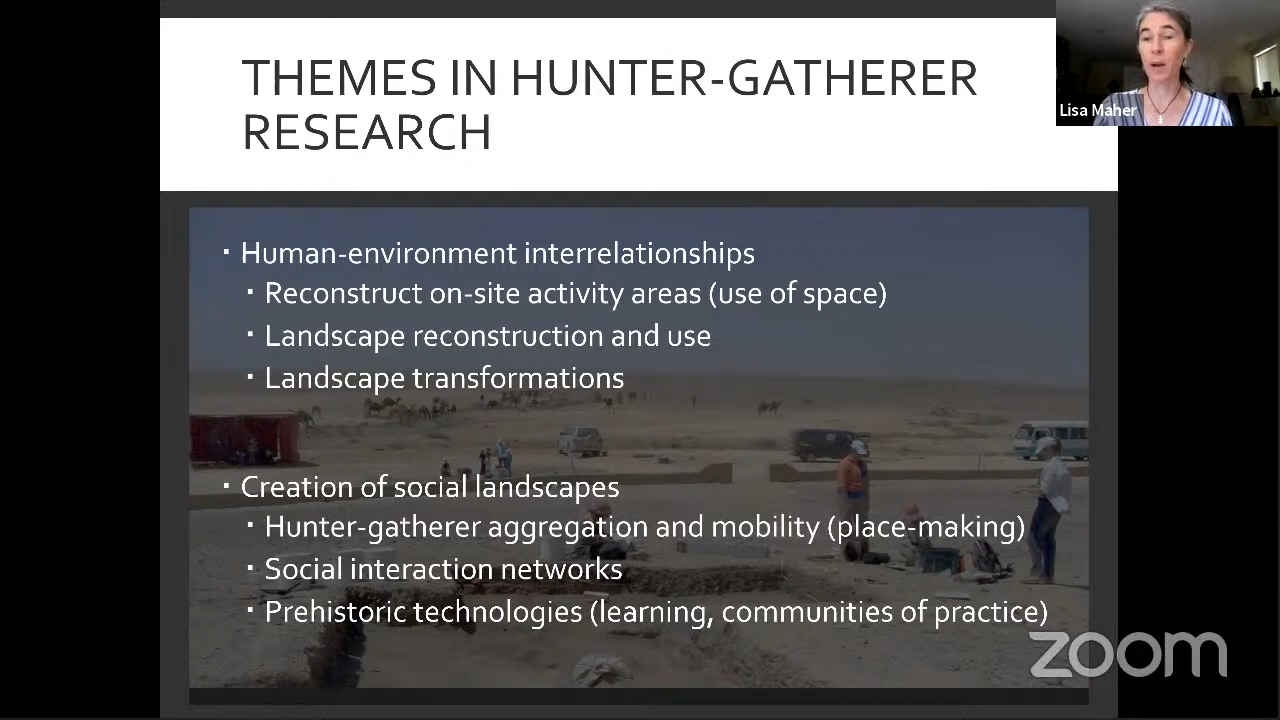 THEMES IN HUNTER-GATHERER
RESEARCH
Lisa Maher
▪ Human-environment interrelationships
▪ Reconstruct on-site activity areas (use of space)
▪ Landscape reconstruction and use
▪ Landscape transformations
▪ Creation of social landscapes
▪ Hunter-gatherer aggregation and mobility (place-making)
▪ Social interaction networks
▪ Prehistoric technologies (learning, communities of practice)
zoom